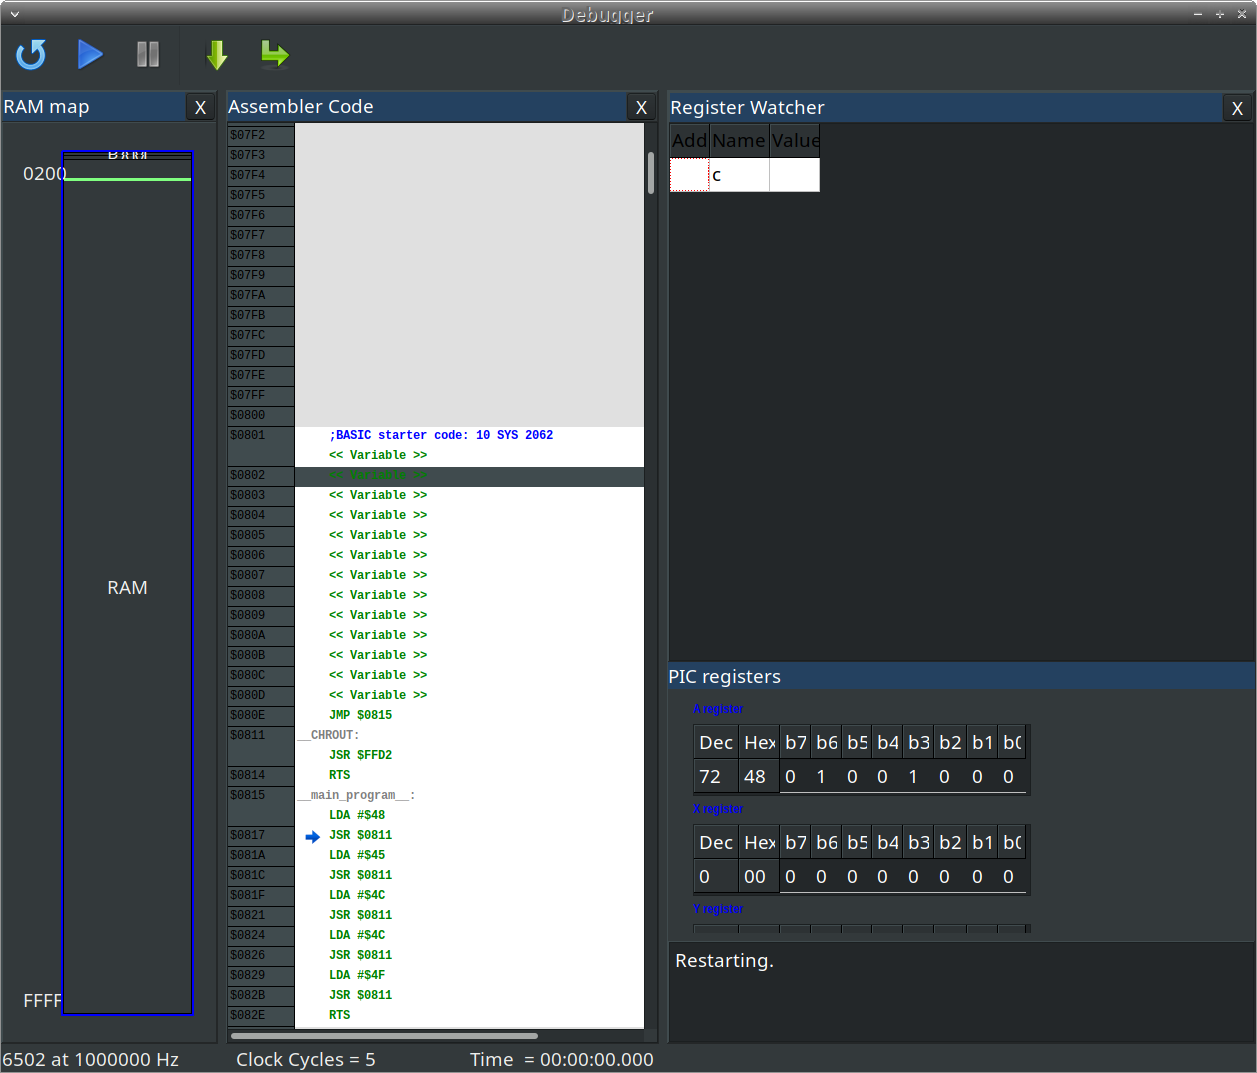 Debugger
RAM map X
0200
RAM
FFFF
Assembler Code X
$07F2
$07F3
$07F4
$07F5
$07F6
$07F7
$07F8
$07F9
$07FA
$07FB
$07FC
$07FD
$07FE
$07FF
$0800
$0801 ;BASIC starter code: 10 SYS 2062
<< Variable >>
$0802 << Variable >>
$0803 << Variable >>
$0804 << Variable >>
$0805 << Variable >>
$0806 << Variable >>
$0807 << Variable >>
$0808 << Variable >>
$0809 << Variable >>
$080A << Variable >>
$080B << Variable >>
$080C << Variable >>
$080D << Variable >>
$080E JMP $0815
$0811 __CHROUT:
JSR $FFD2
$0814 RTS
$0815 __main_program__:
LDA #$48
$0817 JSR $0811
$081A LDA #$45
$081C JSR $0811
$081F LDA #$4C
$0821 JSR $0811
$0824 LDA #$4C
$0826 JSR $0811
$0829 LDA #$4F
$082B JSR $0811
$082E RTS
Register Watcher X
Add Name Value
c
PIC registers
A register
Dec Hex b7 b6 b5 b4 b3 b2 b1 b0
72 48 0 1 0 0 1 0 0 0
X register
Dec Hex b7 b6 b5 b4 b3 b2 b1 b0
0 00 0 0 0 0 0 0 0 0
Y register
Restarting.
6502 at 1000000 Hz Clock Cycles = 5 Time = 00:00:00.000